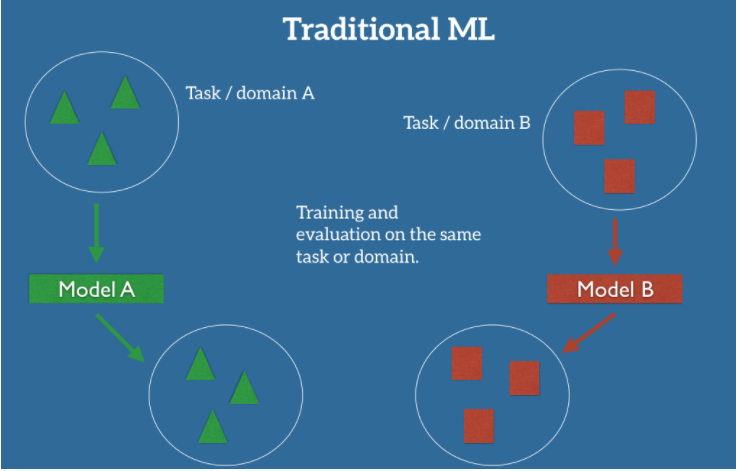 Traditional ML
Task / domain A
Task / domain B
Training and
evaluation on the same
task or domain.
Model A
Model B